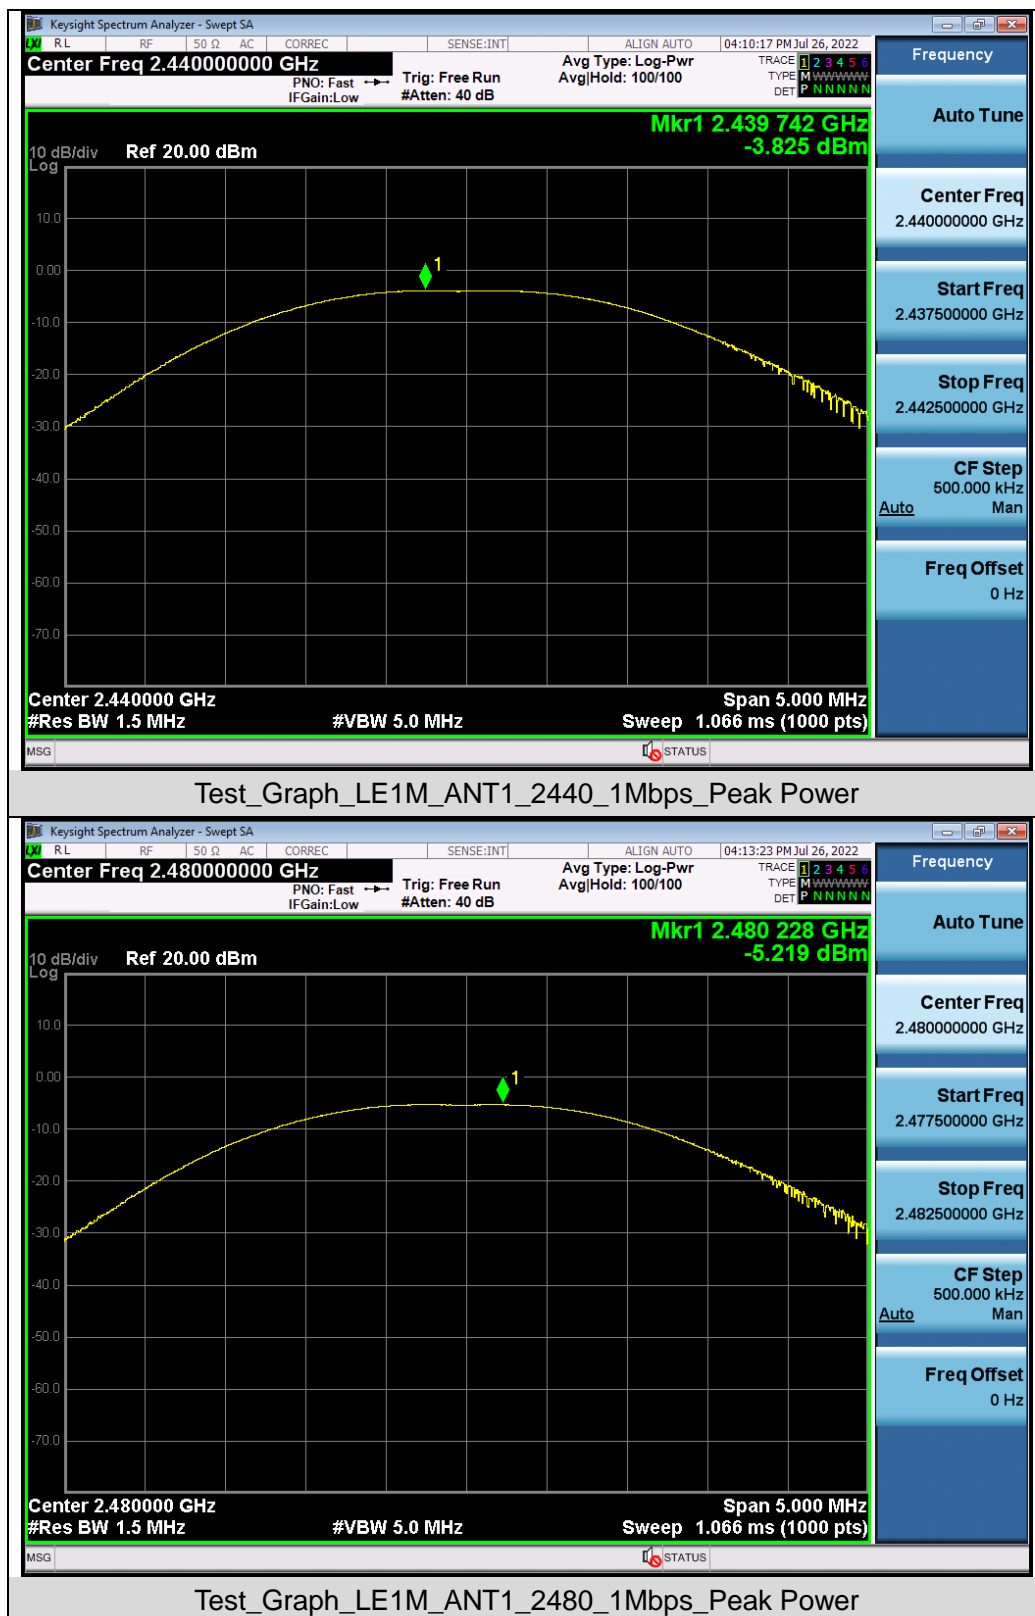 Keysight Spectrum Analyzer - Swept SA
LXI RL RF 50 Ω AC CORREC SENSE:INT ALIGN AUTO 04:10:17 PM Jul 26, 2022
Center Freq 2.440000000 GHz
PNO: Fast
IFGain:Low
Trig: Free Run
#Atten: 40 dB
Avg Type: Log-Pwr
Avg|Hold: 100/100
TRACE 1 2 3 4 5 6
TYPE M WWWWW
DET P N N N N N
Mkr1 2.439 742 GHz
-3.825 dBm
10 dB/div Ref 20.00 dBm
Log
1
10.0
0.00
-10.0
-20.0
-30.0
-40.0
-50.0
-60.0
-70.0
Center 2.440000 GHz Span 5.000 MHz
#Res BW 1.5 MHz #VBW 5.0 MHz Sweep 1.066 ms (1000 pts)
MSG STATUS
Frequency
Auto Tune
Center Freq
2.440000000 GHz
Start Freq
2.437500000 GHz
Stop Freq
2.442500000 GHz
CF Step
500.000 kHz
Auto Man
Freq Offset
0 Hz
Test_Graph_LE1M_ANT1_2440_1Mbps_Peak Power
Keysight Spectrum Analyzer - Swept SA
LXI RL RF 50 Ω AC CORREC SENSE:INT ALIGN AUTO 04:13:23 PM Jul 26, 2022
Center Freq 2.480000000 GHz
PNO: Fast
IFGain:Low
Trig: Free Run
#Atten: 40 dB
Avg Type: Log-Pwr
Avg|Hold: 100/100
TRACE 1 2 3 4 5 6
TYPE M WWWWW
DET P N N N N N
Mkr1 2.480 228 GHz
-5.219 dBm
10 dB/div Ref 20.00 dBm
Log
1
10.0
0.00
-10.0
-20.0
-30.0
-40.0
-50.0
-60.0
-70.0
Center 2.480000 GHz Span 5.000 MHz
#Res BW 1.5 MHz #VBW 5.0 MHz Sweep 1.066 ms (1000 pts)
MSG STATUS
Frequency
Auto Tune
Center Freq
2.480000000 GHz
Start Freq
2.477500000 GHz
Stop Freq
2.482500000 GHz
CF Step
500.000 kHz
Auto Man
Freq Offset
0 Hz
Test_Graph_LE1M_ANT1_2480_1Mbps_Peak Power